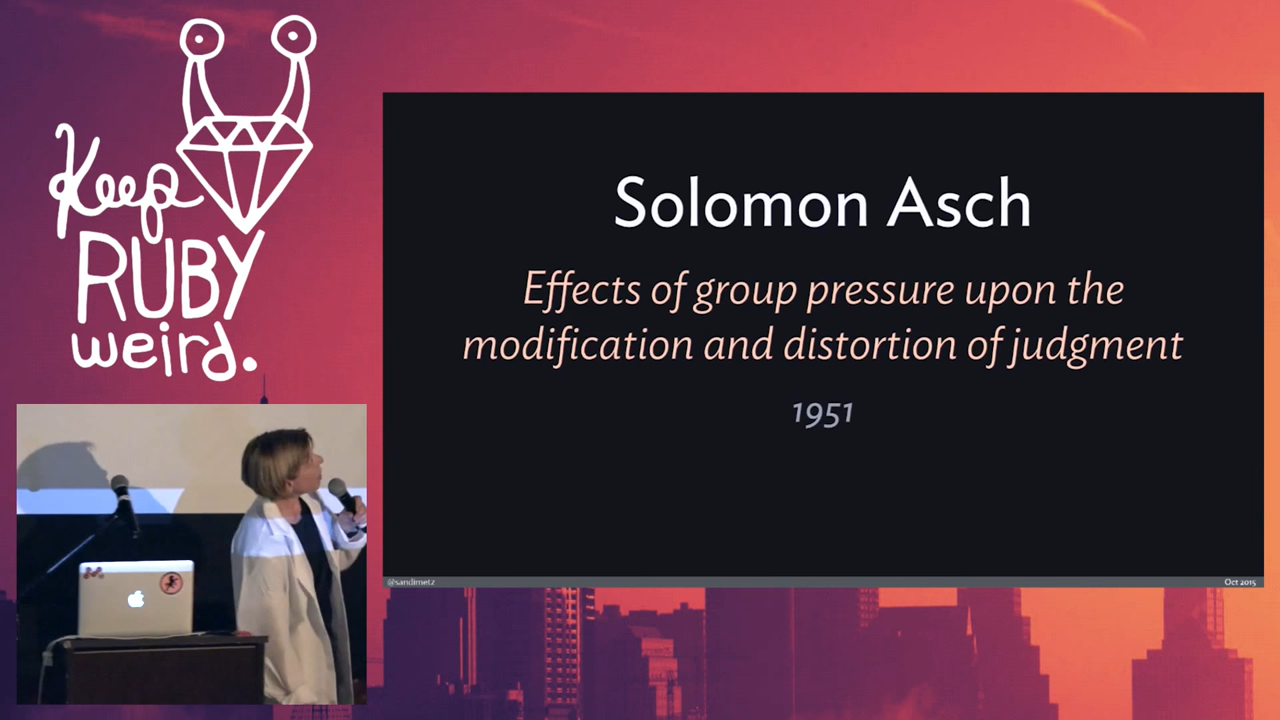 Keep
RUBY
weird.
Solomon Asch
Effects of group pressure upon the
modification and distortion of judgment
1951
@sandimetz
Oct 2015